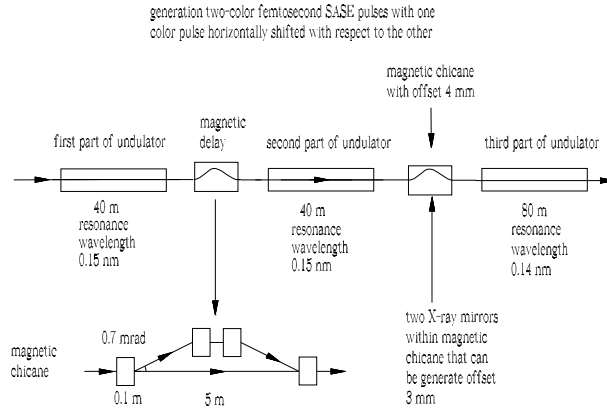 generation two-color femtosecond SASE pulses with one
color pulse horizontally shifted with respect to the other
magnetic chicane
with offset 4 mm
first part of undulator
magnetic
delay
second part of undulator
third part of undulator
40 m
resonance
wavelength
0.15 nm
40 m
resonance
wavelength
0.15 nm
80 m
resonance
wavelength
0.14 nm
two X-ray mirrors
within magnetic
chicane that can
be generate offset
3 mm
magnetic
chicane
0.7 mrad
0.1 m
5 m